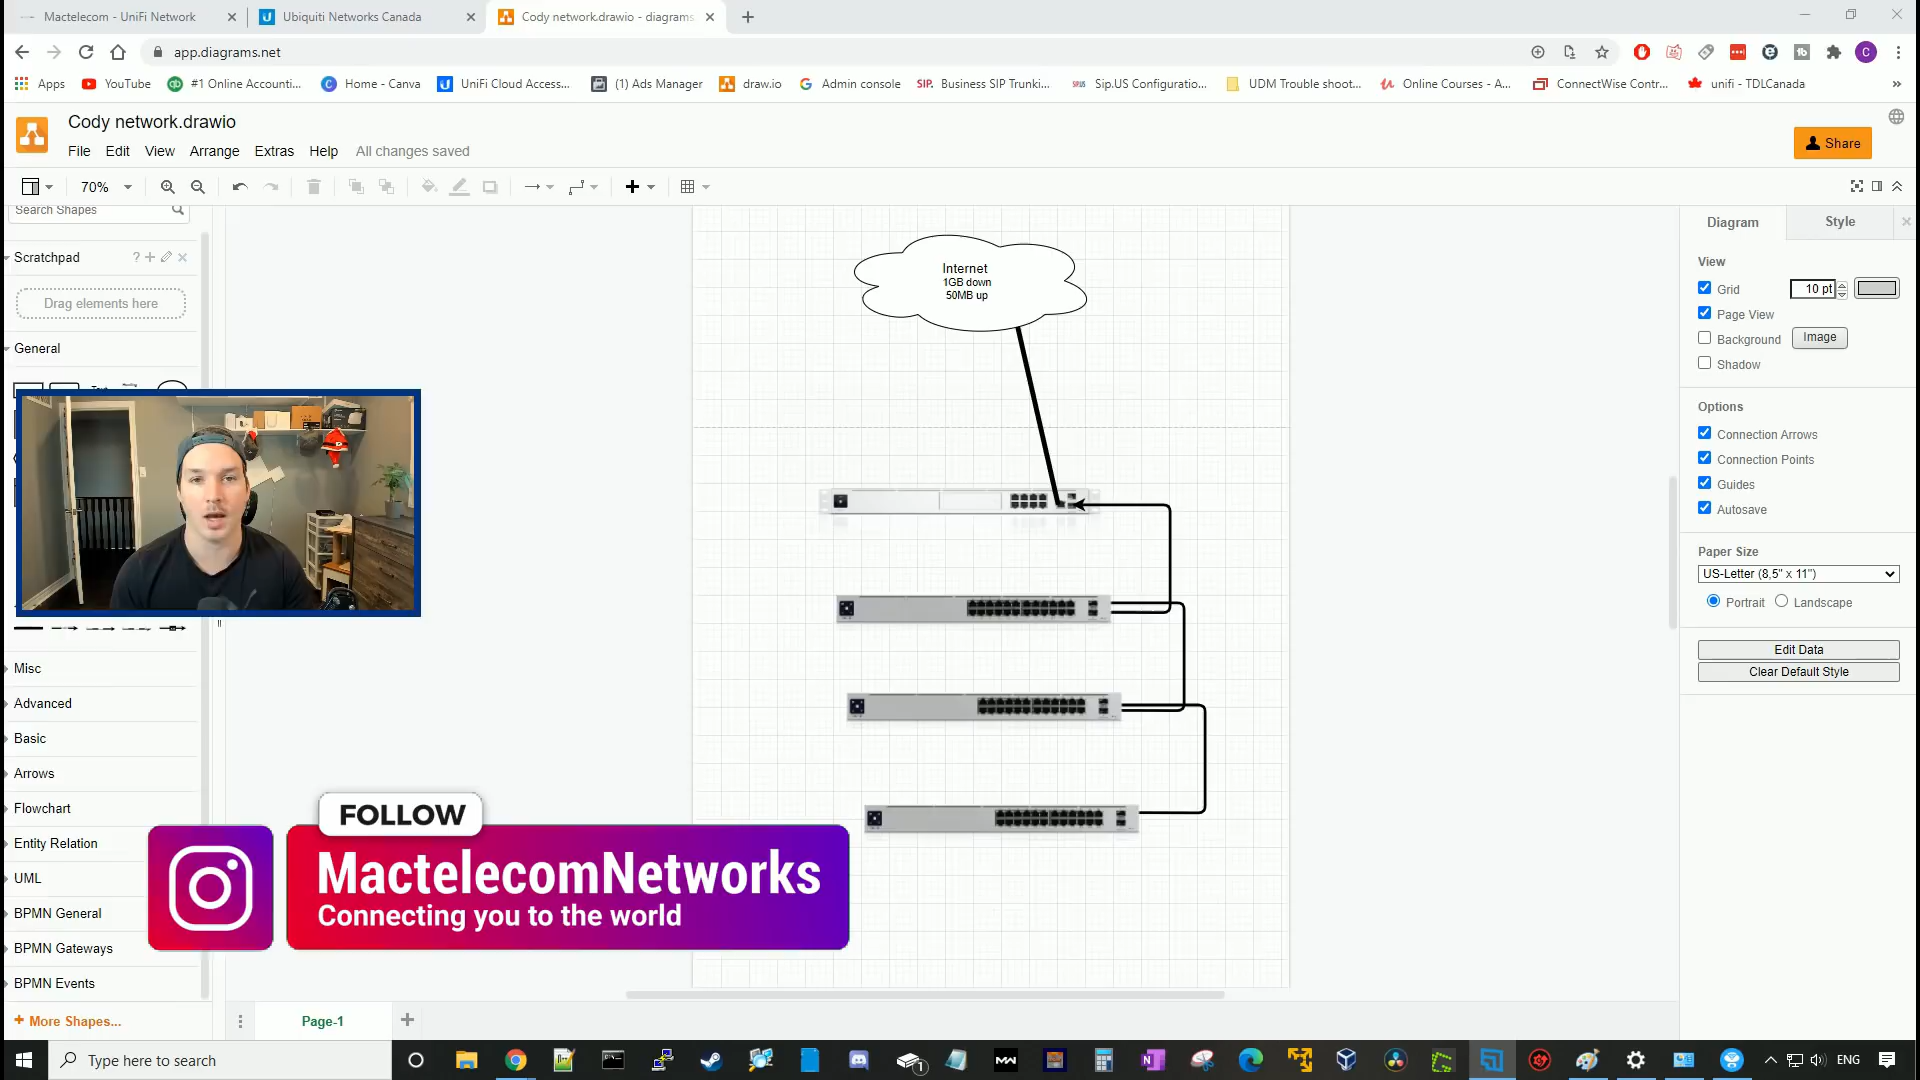 Mactelecom - UniFi Network
Ubiquiti Networks Canada
Cody network.drawio - diagrams
app.diagrams.net
Apps
YouTube
#1 Online Accounti...
Home - Canva
UniFi Cloud Access...
(1) Ads Manager
draw.io
Admin console
SIP. Business SIP Trunki...
Sip.US Configuratio...
UDM Trouble shoot...
Online Courses - A...
ConnectWise Contr...
unifi - TDLCanada
Cody network.drawio
File Edit View Arrange Extras Help All changes saved
Share
70%
Search Shapes
Scratchpad
Drag elements here
General
Misc
Advanced
Basic
Arrows
Flowchart
Entity Relation
UML
BPMN General
BPMN Gateways
BPMN Events
+ More Shapes...
Internet
1GB down
50MB up
FOLLOW
MactelecomNetworks
Connecting you to the world
Page-1
Diagram
Style
View
Grid
10 pt
Page View
Background
Image
Shadow
Options
Connection Arrows
Connection Points
Guides
Autosave
Paper Size
US-Letter (8,5" x 11")
Portrait
Landscape
Edit Data
Clear Default Style
Type here to search
ENG